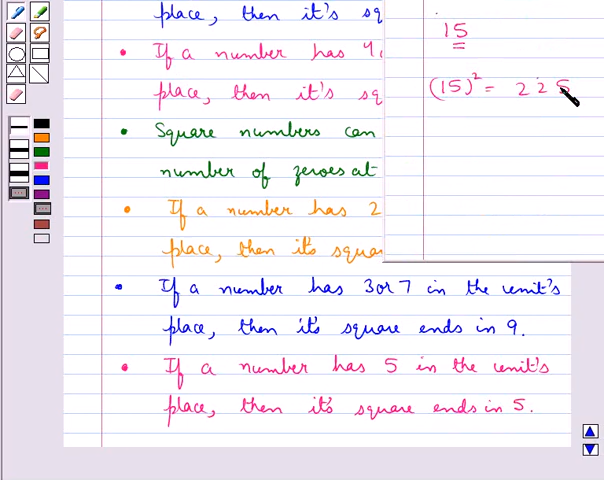 place, then it's squ
• If a number has 4,
place, then it's sq
• Square numbers can
number of zeroes at
• If a number has 2
place, then its squar
• If a number has 3 or 7 in the unit's
place, then its square ends in 9.
• If a number has 5 in the unit's
place, then its square ends in 5.
15
(15)² = 225